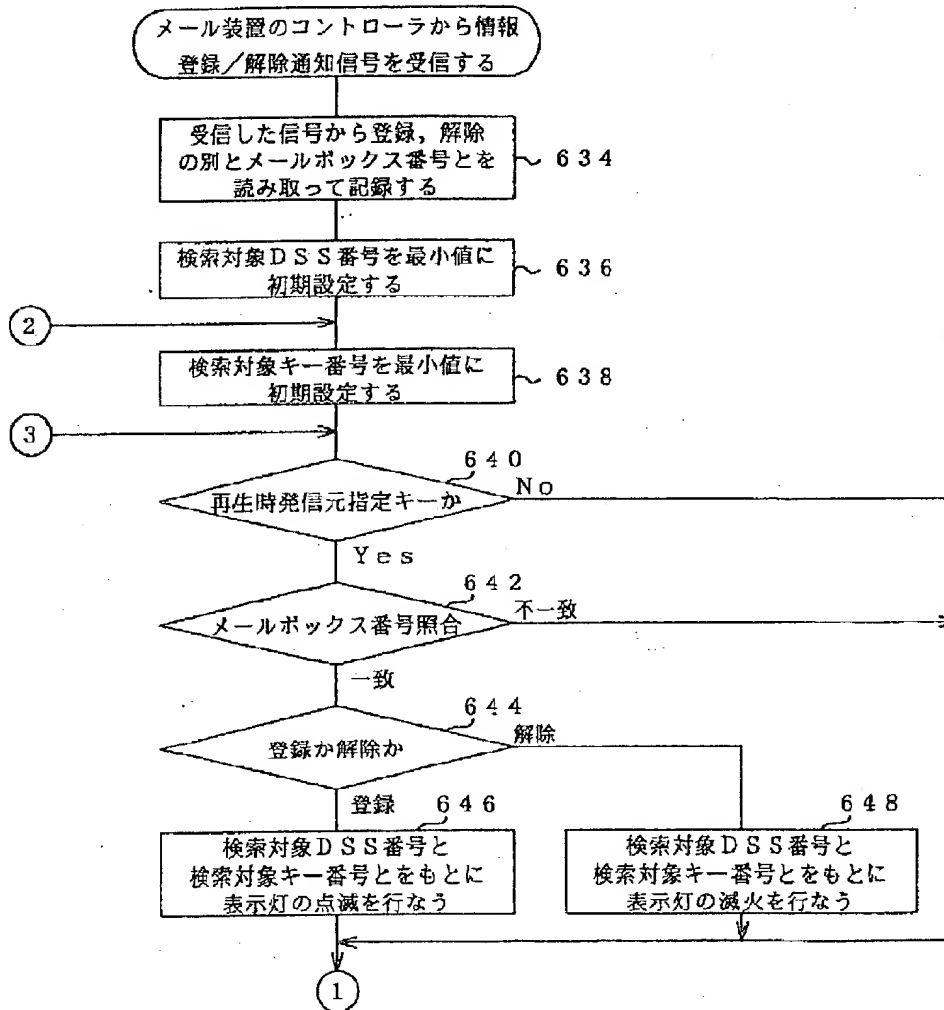 メール装置のコントローラから情報
登録／解除通知信号を受信する
受信した信号から登録，解除
の別とメールボックス番号とを
読み取って記録する
634
検索対象DSS番号を最小値に
初期設定する
636
2
検索対象キー番号を最小値に
初期設定する
638
3
640
再生時発信元指定キーか
No
Yes
642
メールボックス番号照合
不一致
一致
644
登録か解除か
解除
登録
646
検索対象DSS番号と
検索対象キー番号とをもとに
表示灯の点滅を行なう
648
検索対象DSS番号と
検索対象キー番号とをもとに
表示灯の滅火を行なう
1